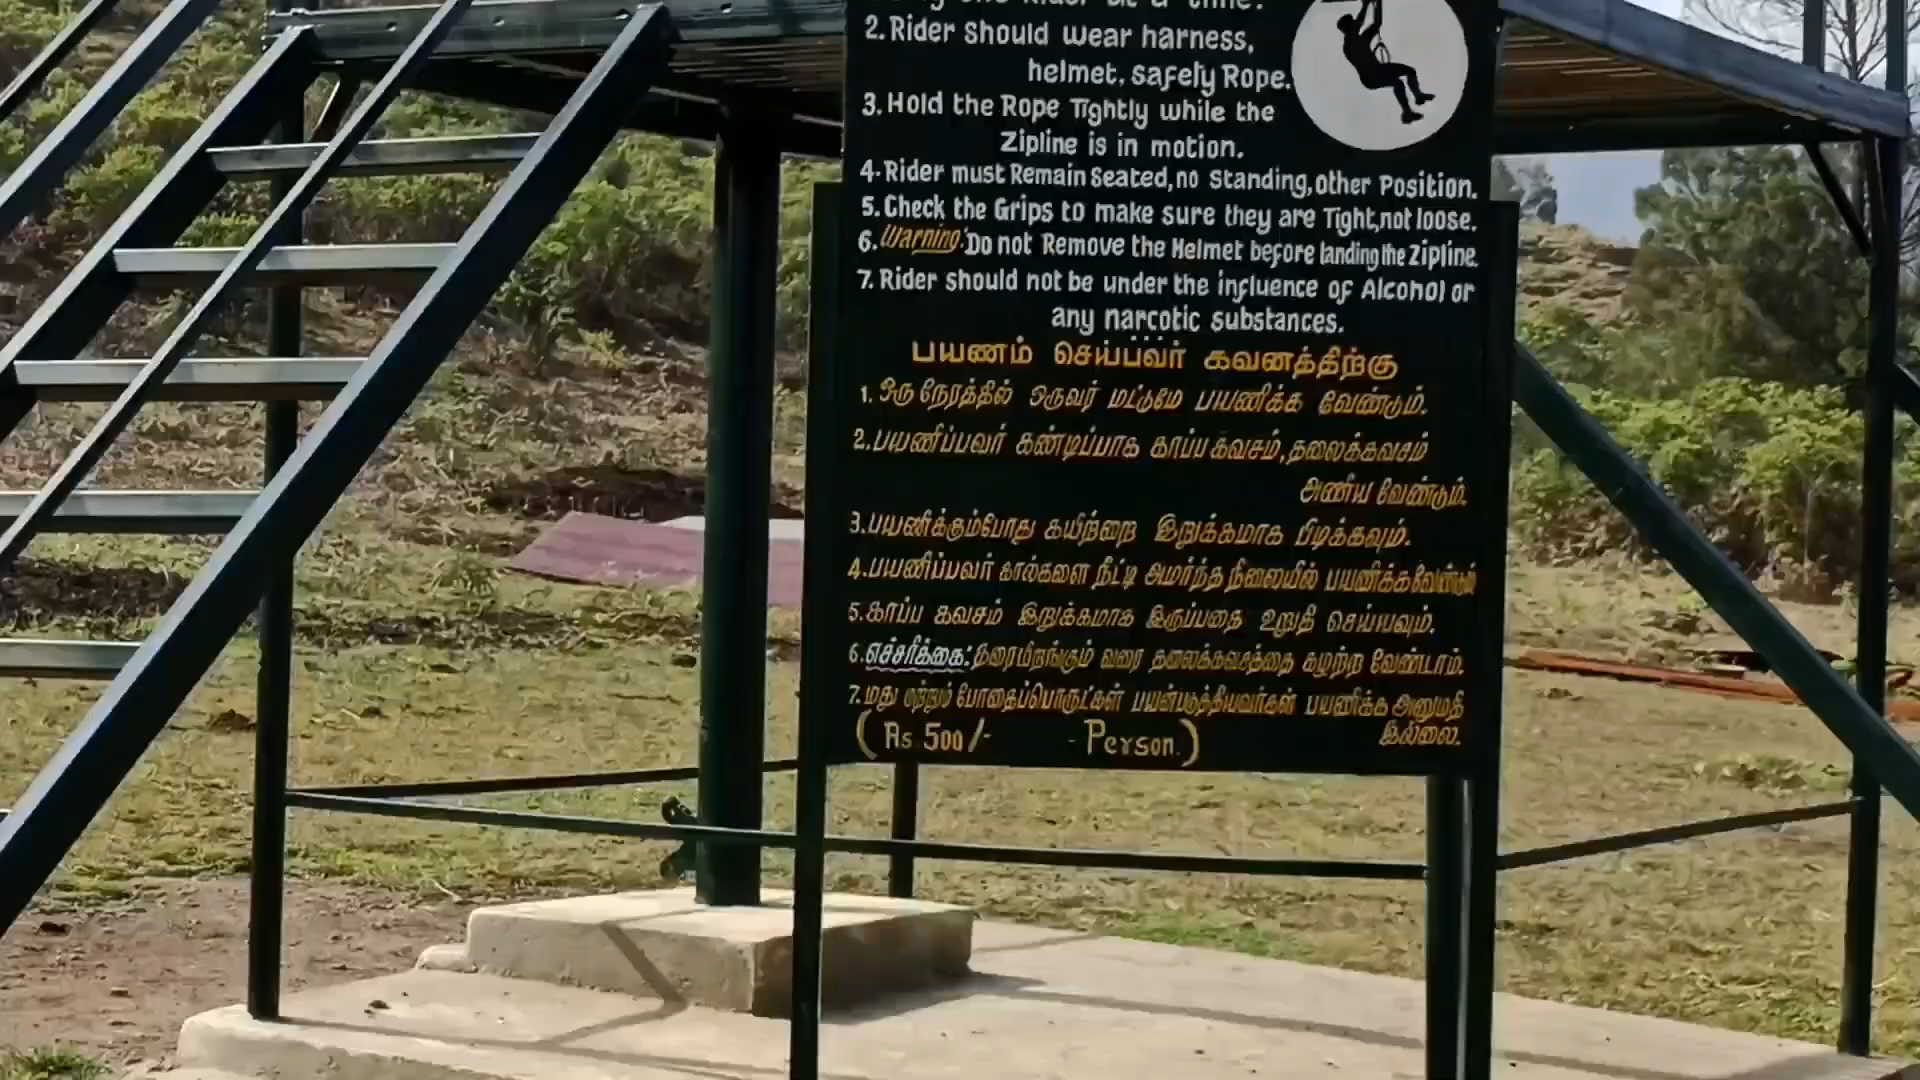 Rider at a time.
2. Rider should wear harness,
helmet, safely Rope.
3. Hold the Rope Tightly while the
Zipline is in motion.
4. Rider must Remain Seated, no standing, other Position.
5. Check the Grips to make sure they are Tight, not loose.
6. Warning: Do not Remove the Helmet before landing the Zipline.
7. Rider should not be under the influence of Alcohol or
any narcotic substances.
பயணம் செய்பவர் கவனத்திற்கு
1. ஒரு நேரத்தில் ஒருவர் மட்டுமே பயணிக்க வேண்டும்.
2. பயணிப்பவர் கண்டிப்பாக காப்பு கவசம், தலைக்கவசம்
அணிய வேண்டும்.
3. பயணிக்கும்போது கயிற்றை இறுக்கமாக பிடிக்கவும்.
4. பயணிப்பவர் கால்களை நீட்டி அமர்ந்த நிலையில் பயணிக்க வேண்டும்
5. காப்பு கவசம் இறுக்கமாக இருப்பதை உறுதி செய்யவும்.
6. எச்சரிக்கை: தரையிறங்கும் வரை தலைக்கவசத்தை கழற்ற வேண்டாம்.
7. மது மற்றும் போதைப்பொருட்கள் பயன்படுத்தியவர்கள் பயணிக்க அனுமதி
இல்லை.
(Rs. 500/- - Person.)